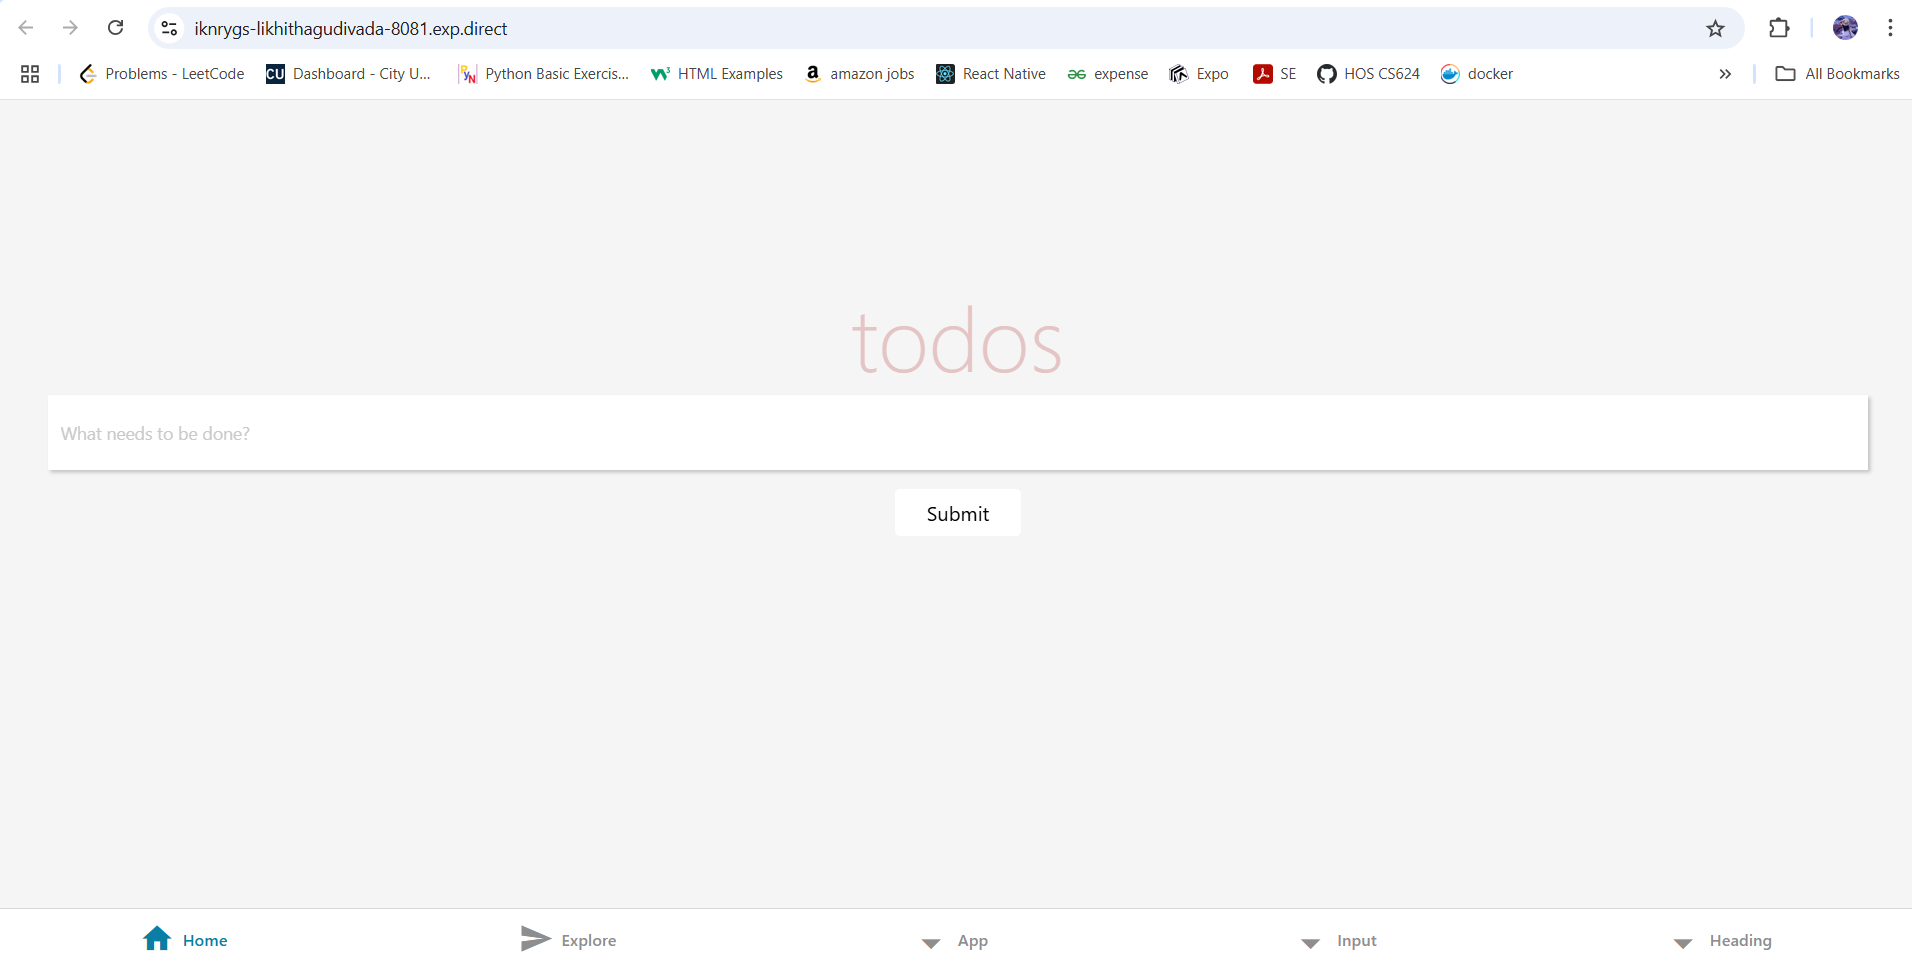 iknrygs-likhithagudivada-8081.exp.direct
Problems - LeetCode CU Dashboard - City U... Python Basic Exercis... HTML Examples amazon jobs React Native expense Expo SE HOS CS624 docker All Bookmarks
todos
What needs to be done?
Submit
Home Explore App Input Heading